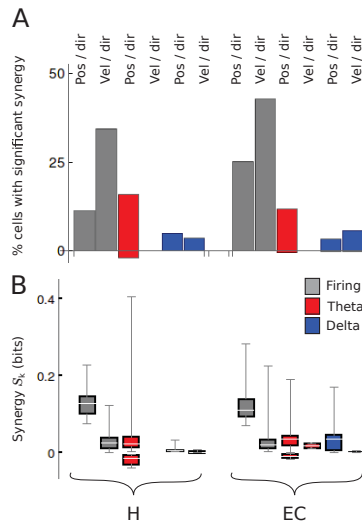 A
Pos / dir
Vel / dir
Pos / dir
Vel / dir
Pos / dir
Vel / dir
Pos / dir
Vel / dir
Pos / dir
Vel / dir
Pos / dir
Vel / dir
% cells with significant synergy
50
25
0
B
Firing
Theta
Delta
Synergy Sk (bits)
0.4
0.2
0
H
EC